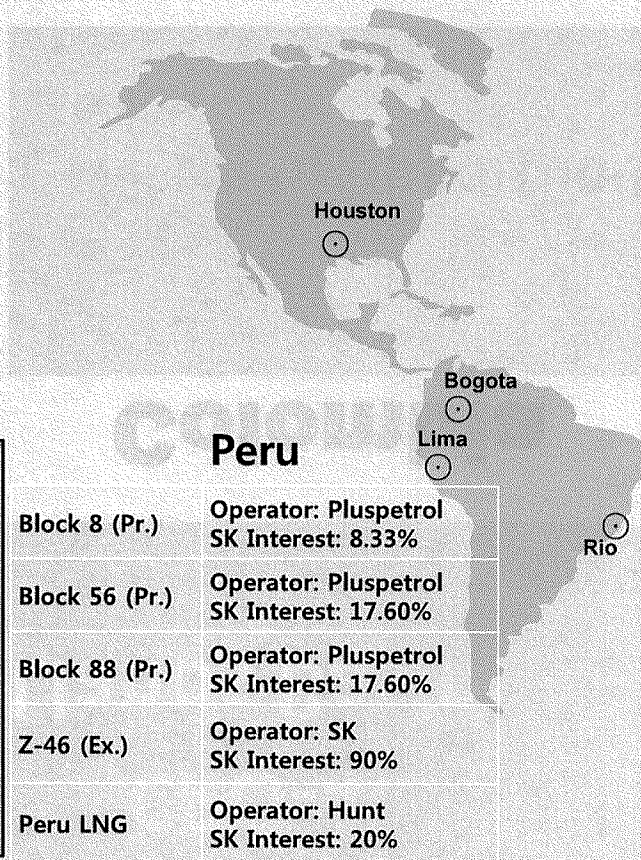 Houston
Bogota
Lima
Rio
Peru
Block 8 (Pr.)
Operator: Pluspetrol
SK Interest: 8.33%
Block 56 (Pr.)
Operator: Pluspetrol
SK Interest: 17.60%
Block 88 (Pr.)
Operator: Pluspetrol
SK Interest: 17.60%
Z-46 (Ex.)
Operator: SK
SK Interest: 90%
Peru LNG
Operator: Hunt
SK Interest: 20%